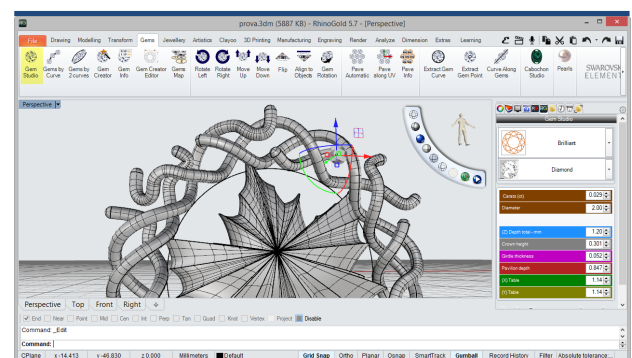 prova.3dm (5887 KB) - RhinoGold 5.7 - [Perspective]
File Drawing Modelling Transform Gems Jewellery Artistics Clayoo 3D Printing Manufacturing Engraving Render Analyze Dimension Extras Learning
Gem Studio Gems by Curve Gems by 2 curves Gem Creator Gem Info Gem Creator Editor Gems Map Rotate Left Rotate Right Move Up Move Down Flip Align to Objects Gem Rotation Pave Automatic Pave along UV Pave Info Extract Gem Curve Extract Gem Point Curve Along Gems Cabochon Studio Pearls SWAROVSKI ELEMENT
Perspective
Gem Studio
Brilliant
Diamond
Carats (ct) 0.029
Diameter 2.00
(Z) Depth total - mm 1.20
Crown height 0.301
Girdle thickness 0.052
Pavilion depth 0.847
(X) Table 1.14
(Y) Table 1.14
Perspective Top Front Right
End Near Point Mid Cen Int Perp Tan Quad Knot Vertex Project Disable
Command: _Edit
Command:
CPlane x -14.413 y -46.830 z 0.000 Millimeters Default Grid Snap Ortho Planar Osnap SmartTrack Gumball Record History Filter Absolute tolerance:...